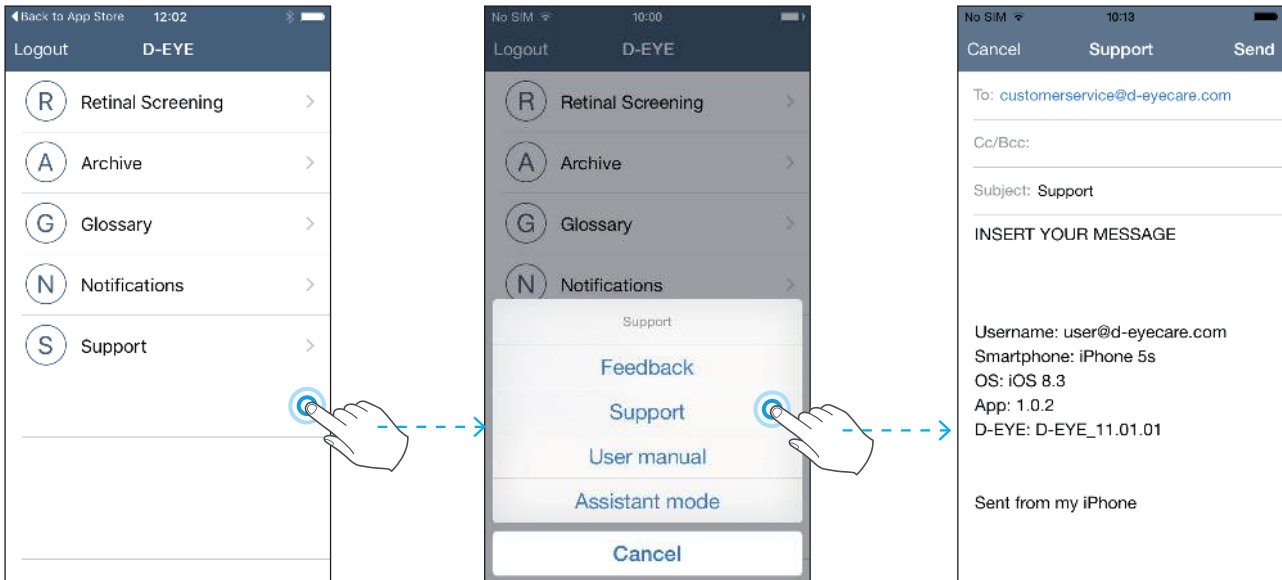 Back to App Store 12:02
Logout D-EYE
R Retinal Screening
A Archive
G Glossary
N Notifications
S Support
No SIM 10:00
Logout D-EYE
R Retinal Screening
A Archive
G Glossary
N Notifications
Support
Feedback
Support
User manual
Assistant mode
Cancel
No SIM 10:13
Cancel Support Send
To: customerservice@d-eyecare.com
Cc/Bcc:
Subject: Support
INSERT YOUR MESSAGE
Username: user@d-eyecare.com
Smartphone: iPhone 5s
OS: iOS 8.3
App: 1.0.2
D-EYE: D-EYE_11.01.01
Sent from my iPhone